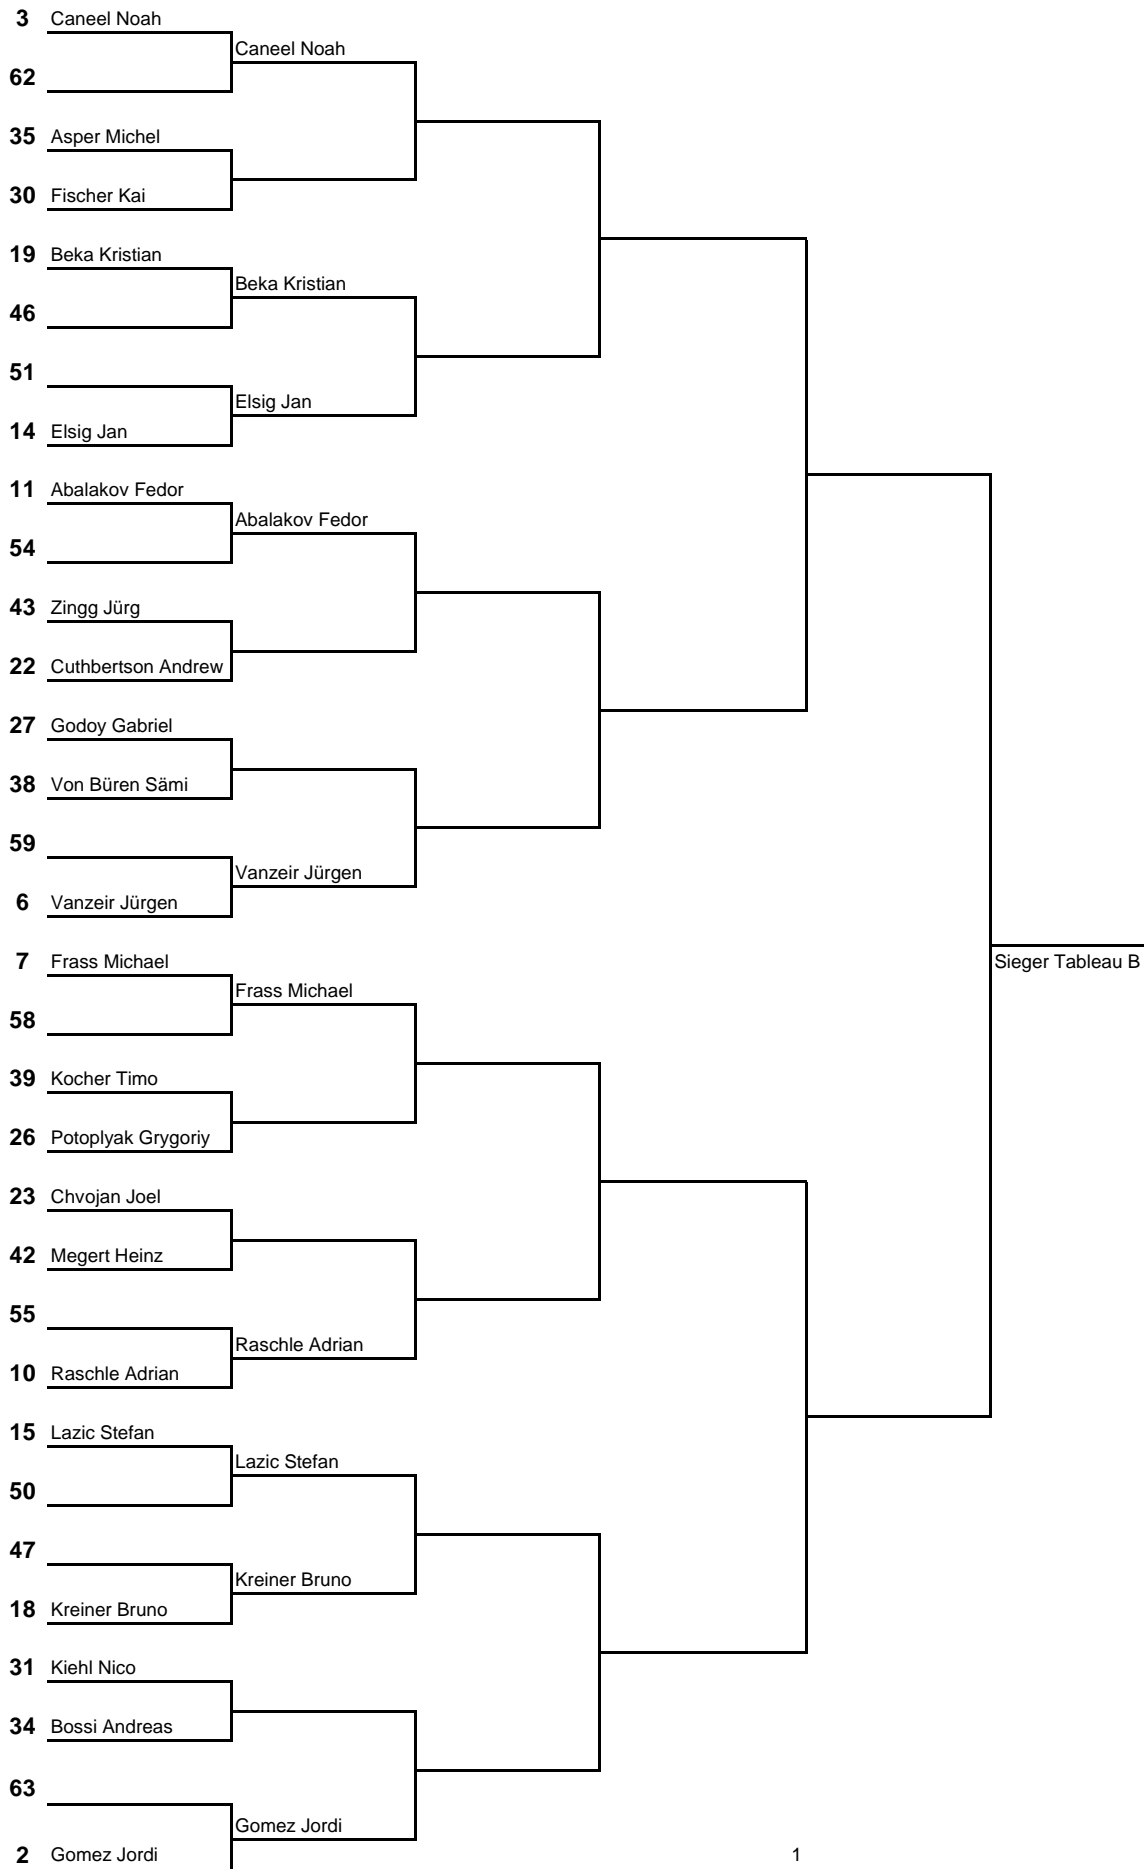 3 Caneel Noah
Caneel Noah
62
35 Asper Michel
30 Fischer Kai
19 Beka Kristian
Beka Kristian
46
51
Elsig Jan
14 Elsig Jan
11 Abalakov Fedor
Abalakov Fedor
54
43 Zingg Jürg
22 Cuthbertson Andrew
27 Godoy Gabriel
38 Von Büren Sämi
59
Vanzeir Jürgen
6 Vanzeir Jürgen
7 Frass Michael
Sieger Tableau B
Frass Michael
58
39 Kocher Timo
26 Potoplyak Grygoriy
23 Chvojan Joel
42 Megert Heinz
55
Raschle Adrian
10 Raschle Adrian
15 Lazic Stefan
Lazic Stefan
50
47
Kreiner Bruno
18 Kreiner Bruno
31 Kiehl Nico
34 Bossi Andreas
63
Gomez Jordi
2 Gomez Jordi
1